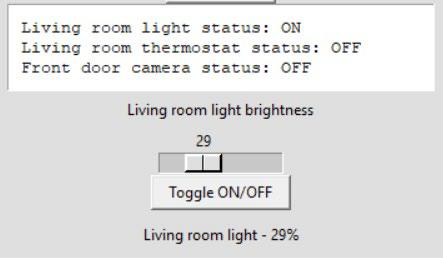 Living room light status: ON
Living room thermostat status: OFF
Front door camera status: OFF
Living room light brightness
29
Toggle ON/OFF
Living room light - 29%